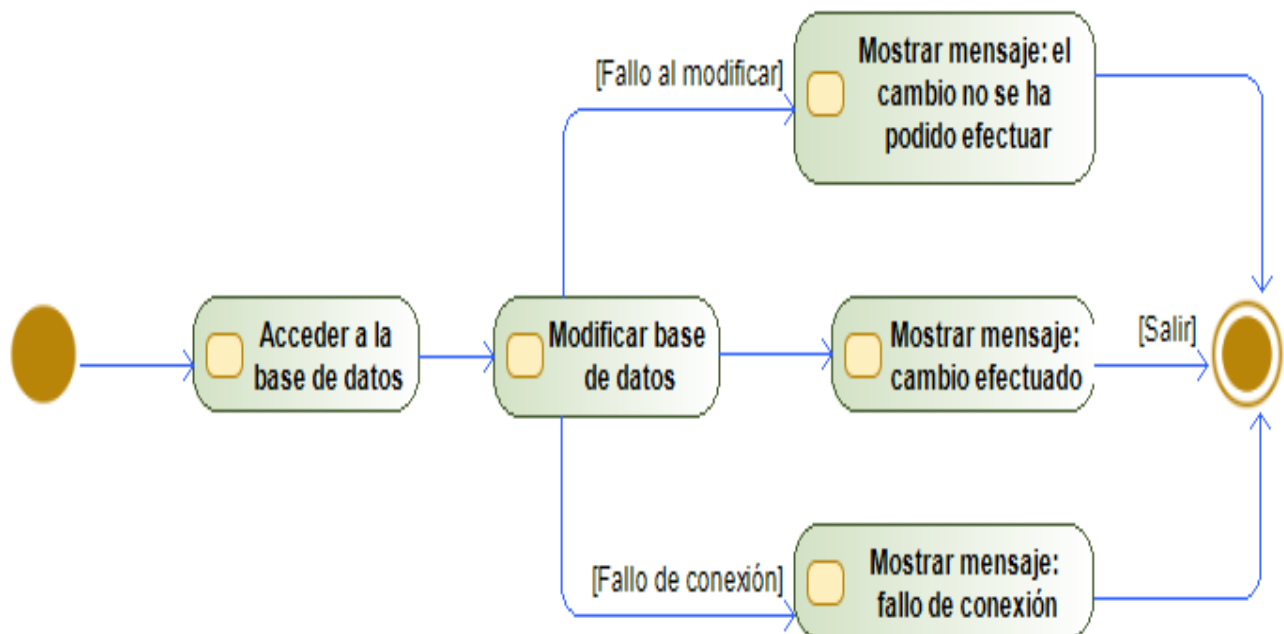 [Fallo al modificar]
Mostrar mensaje: el
cambio no se ha
podido efectuar
Acceder a la
base de datos
Modificar base
de datos
Mostrar mensaje:
cambio efectuado
[Salir]
[Fallo de conexión]
Mostrar mensaje:
fallo de conexión